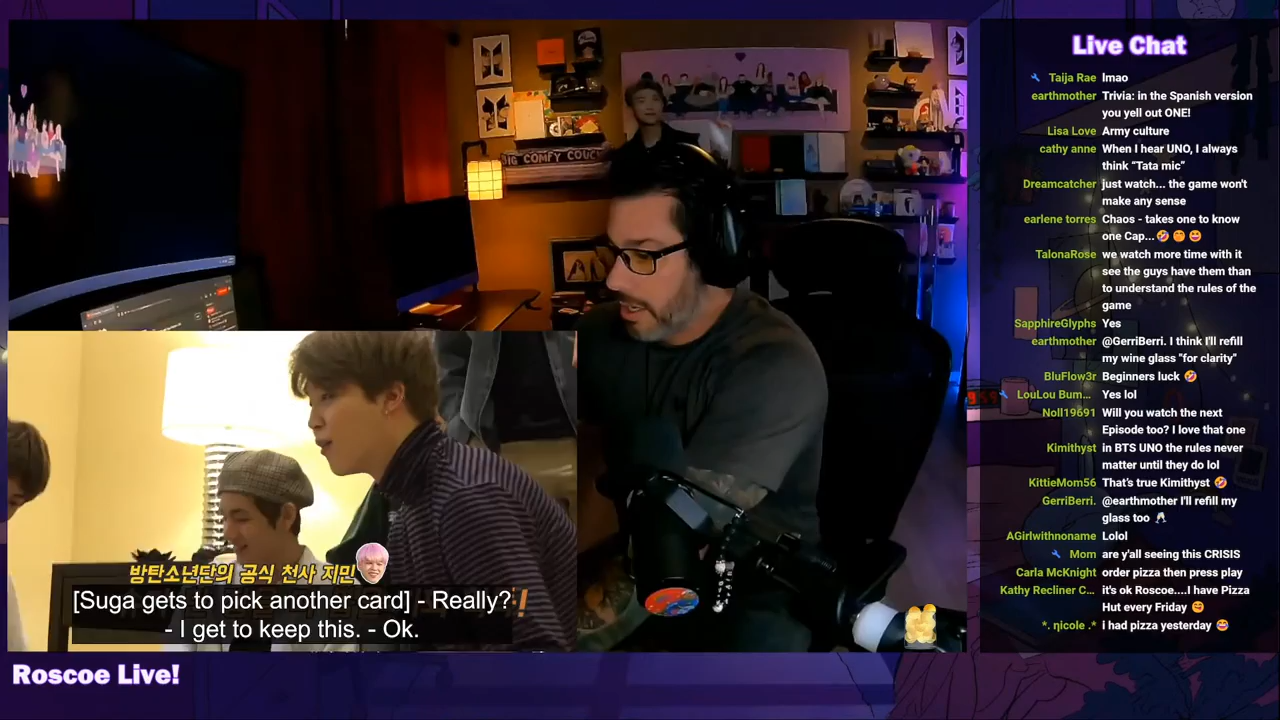 Live Chat
Taija Rae lmao
earthmother Trivia: in the Spanish version
you yell out ONE!
Lisa Love Army culture
cathy anne When I hear UNO, I always
think “Tata mic”
Dreamcatcher just watch... the game won't
make any sense
earlene torres Chaos - takes one to know
one Cap...🤣 🤭 😄
TalonaRose we watch more time with it
see the guys have them than
to understand the rules of the
game
SapphireGlyphs Yes
earthmother @GerriBerri. I think I'll refill
my wine glass "for clarity"
BluFlow3r Beginners luck 🤣
LouLou Bum... Yes lol
Noll19691 Will you watch the next
Episode too? I love that one
Kimithyst in BTS UNO the rules never
matter until they do lol
KittieMom56 That's true Kimithyst 🤣
GerriBerri. @earthmother I'll refill my
glass too 🥂
AGirlwithnoname Lolol
Mom are y'all seeing this CRISIS
Carla McKnight order pizza then press play
Kathy Recliner C... it's ok Roscoe....I have Pizza
Hut every Friday 😊
*. ηicole .* i had pizza yesterday 😄
BIG COMFY COUCH
방탄소년단의 공식 천사 지민
[Suga gets to pick another card] - Really?
- I get to keep this. - Ok.
Roscoe Live!